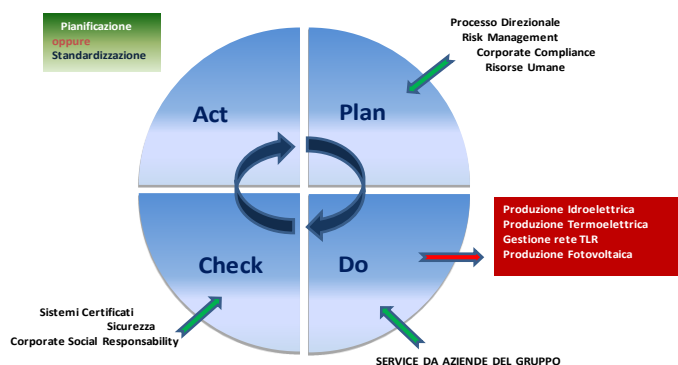 Pianificazione
oppure
Standardizzazione
Processo Direzionale
Risk Management
Corporate Compliance
Risorse Umane
Act
Plan
Produzione Idroelettrica
Produzione Termoelettrica
Gestione rete TLR
Produzione Fotovoltaica
Check
Do
Sistemi Certificati
Sicurezza
Corporate Social Responsability
SERVICE DA AZIENDE DEL GRUPPO